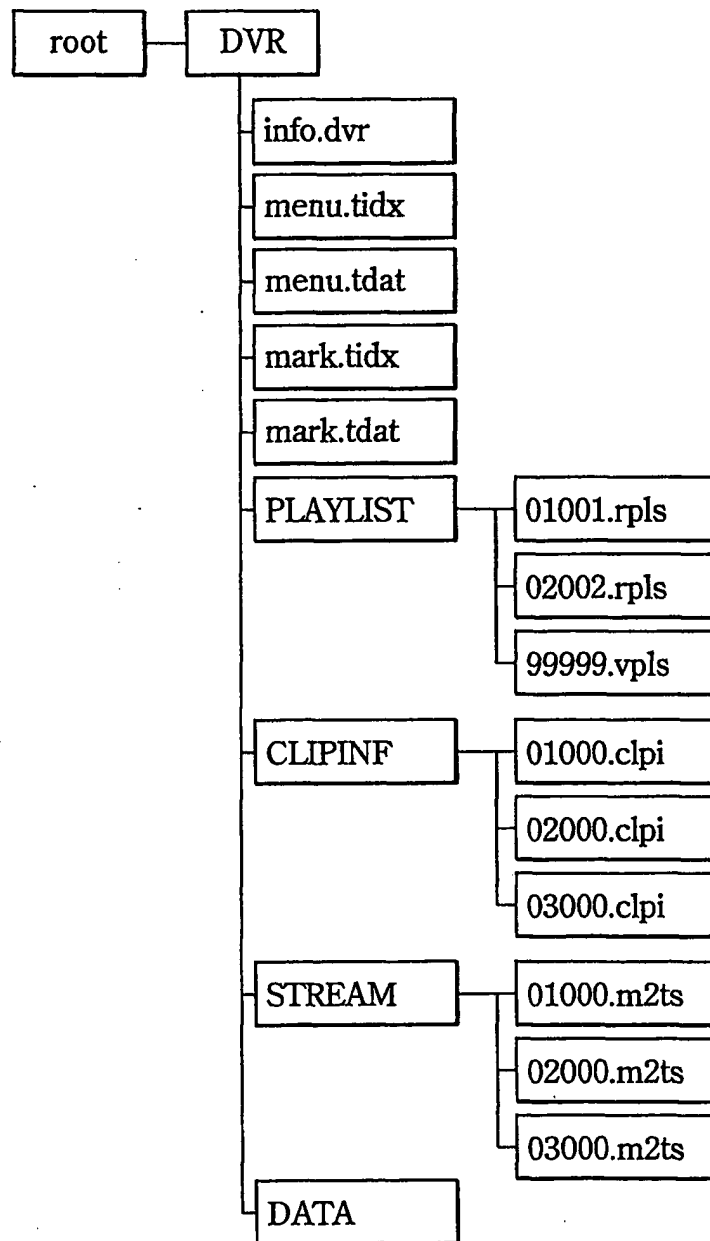 root
DVR
info.dvr
menu.tidx
menu.tdat
mark.tidx
mark.tdat
PLAYLIST
01001.rpls
02002.rpls
99999.vpls
CLIPINF
01000.clpi
02000.clpi
03000.clpi
STREAM
01000.m2ts
02000.m2ts
03000.m2ts
DATA